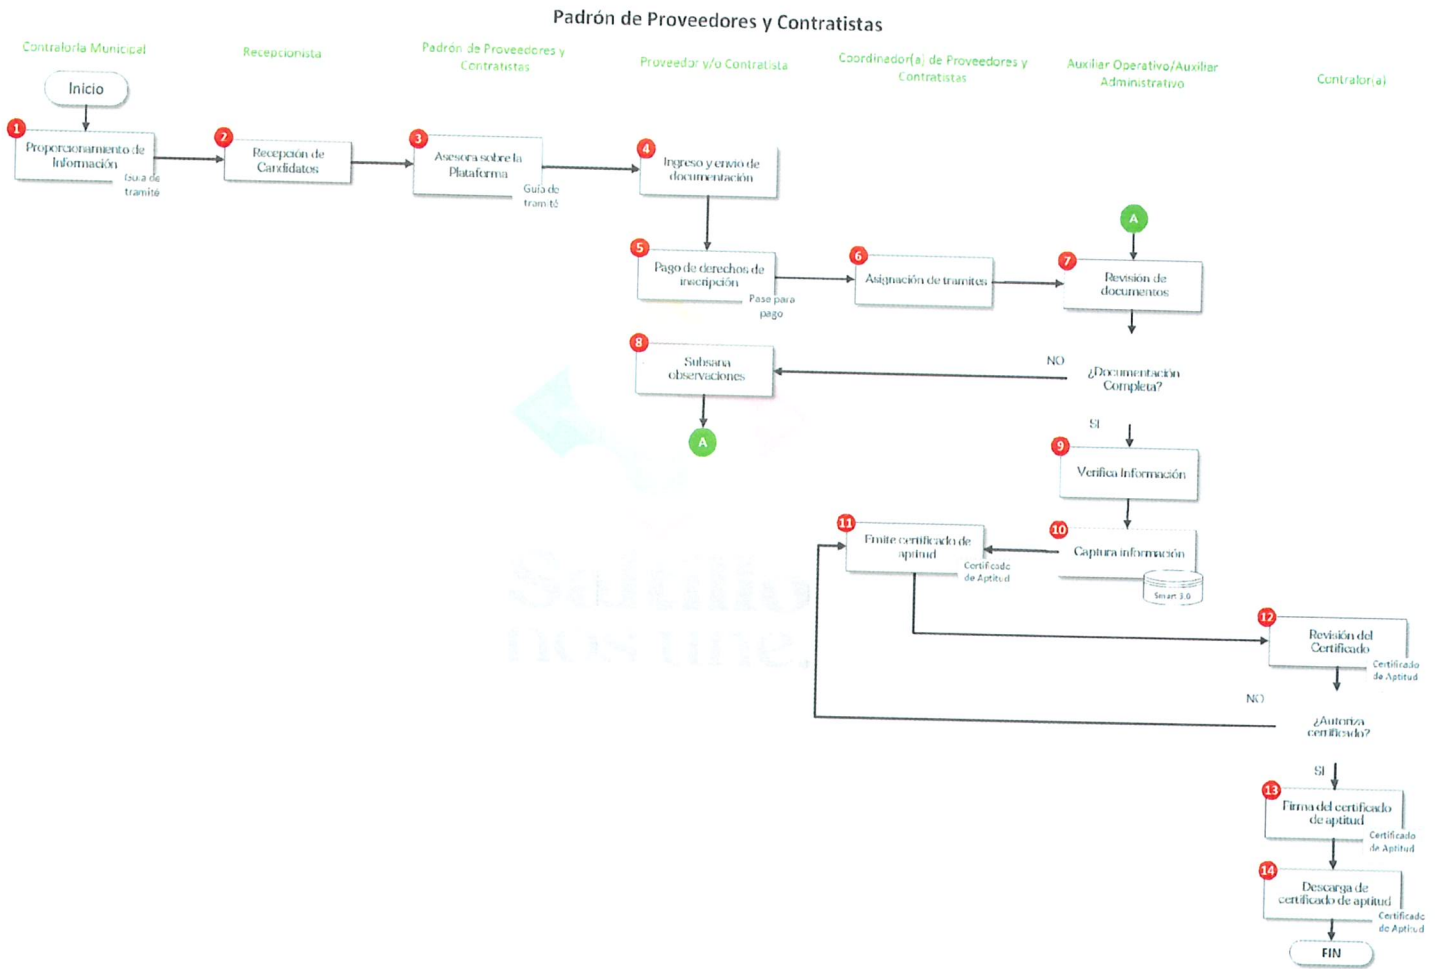 Padrón de Proveedores y Contratistas
Contraloría Municipal
Recepcionista
Padrón de Proveedores y
Contratistas
Proveedor y/o Contratista
Coordinador(a) de Proveedores y
Contratistas
Auxiliar Operativo/Auxiliar
Administrativo
Contralor(a)
Inicio
1
Proporcionamiento de
Información
Guía de
tramité
2
Recepción de
Candidatos
3
Asesora sobre la
Plataforma
Guía de
tramité
4
Ingreso y envío de
documentación
5
Pago de derechos de
inscripción
Pase para
pago
6
Asignación de tramites
A
7
Revisión de
documentos
8
Subsana
observaciones
A
NO
¿Documentación
Completa?
SI
9
Verifica Información
10
Captura información
Smart 3.0
11
Emite certificado de
aptitud
Certificado
de Aptitud
12
Revisión del
Certificado
Certificado
de Aptitud
NO
¿Autoriza
certificado?
SI
13
Firma del certificado
de aptitud
Certificado
de Aptitud
14
Descarga de
certificado de aptitud
Certificado
de Aptitud
FIN
Saltillo
nos une.